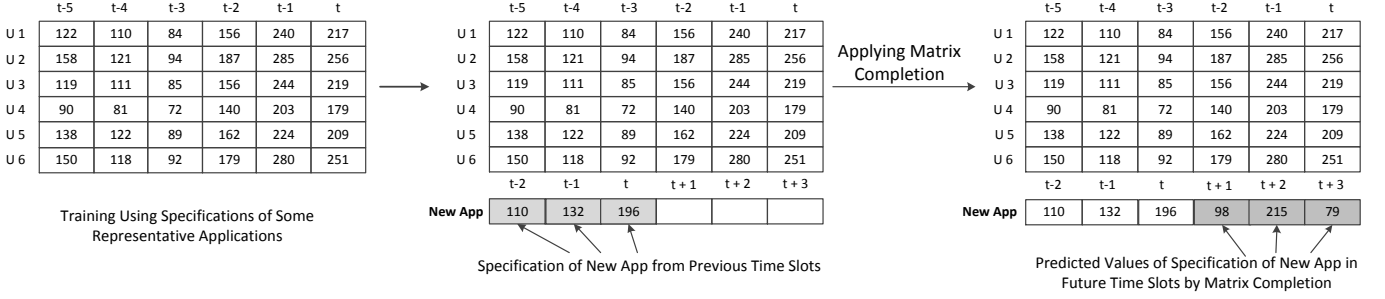 t-5 t-4 t-3 t-2 t-1 t
U 1 122 110 84 156 240 217
U 2 158 121 94 187 285 256
U 3 119 111 85 156 244 219
U 4 90 81 72 140 203 179
U 5 138 122 89 162 224 209
U 6 150 118 92 179 280 251
Training Using Specifications of Some
Representative Applications
t-5 t-4 t-3 t-2 t-1 t
U 1 122 110 84 156 240 217
U 2 158 121 94 187 285 256
U 3 119 111 85 156 244 219
U 4 90 81 72 140 203 179
U 5 138 122 89 162 224 209
U 6 150 118 92 179 280 251
t-2 t-1 t t + 1 t + 2 t + 3
New App 110 132 196
Specification of New App from Previous Time Slots
Applying Matrix
Completion
t-5 t-4 t-3 t-2 t-1 t
U 1 122 110 84 156 240 217
U 2 158 121 94 187 285 256
U 3 119 111 85 156 244 219
U 4 90 81 72 140 203 179
U 5 138 122 89 162 224 209
U 6 150 118 92 179 280 251
t-2 t-1 t t + 1 t + 2 t + 3
New App 110 132 196 98 215 79
Predicted Values of Specification of New App in
Future Time Slots by Matrix Completion